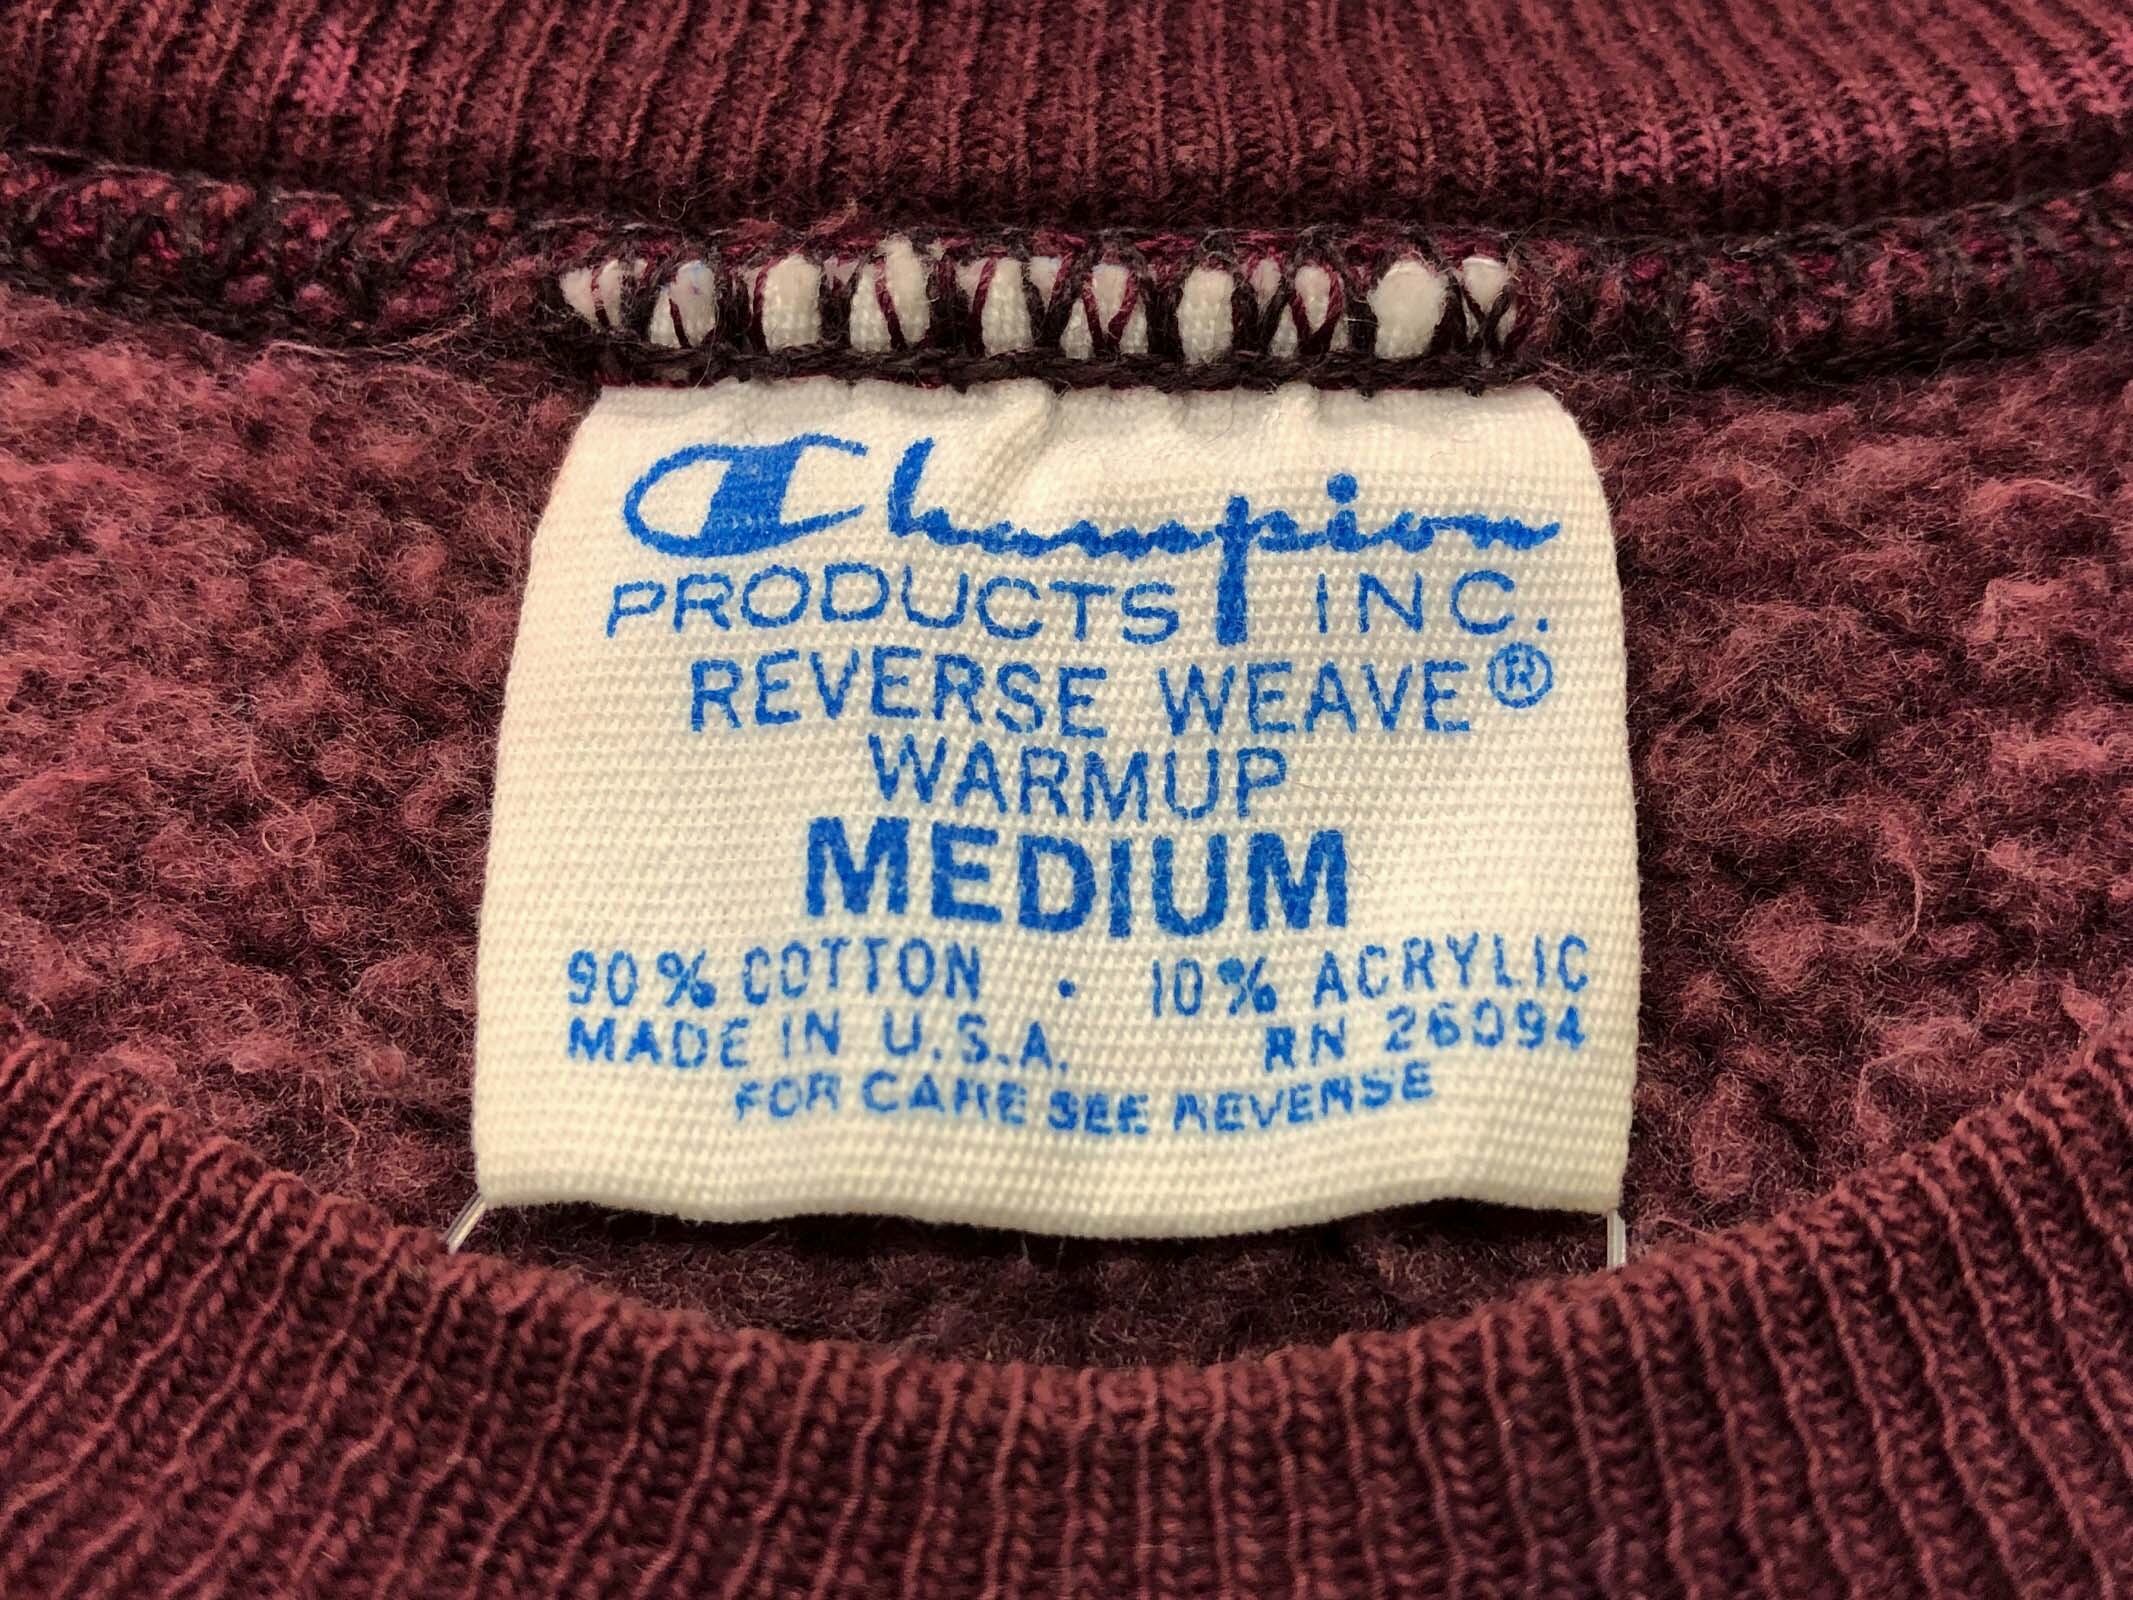 Champion
PRODUCTS INC.
REVERSE WEAVE®
WARMUP
MEDIUM
90% COTTON · 10% ACRYLIC
MADE IN U.S.A. RN 26094
FOR CARE SEE REVERSE